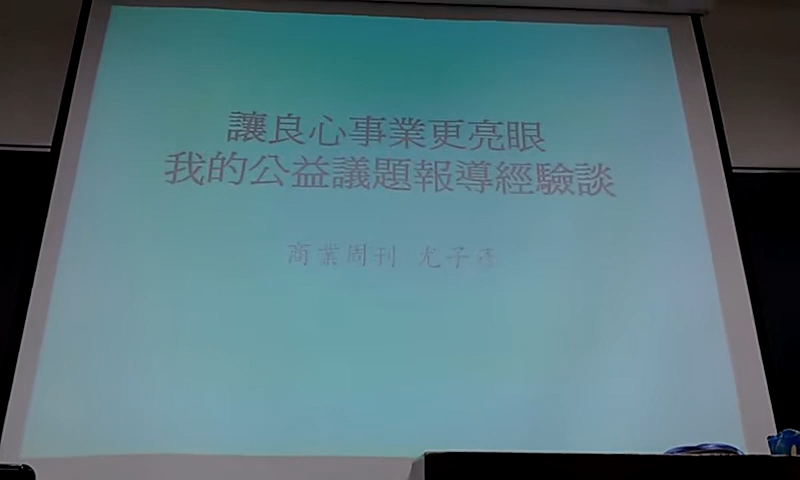 讓良心事業更亮眼
我的公益議題報導經驗談
商業周刊 尤子彥